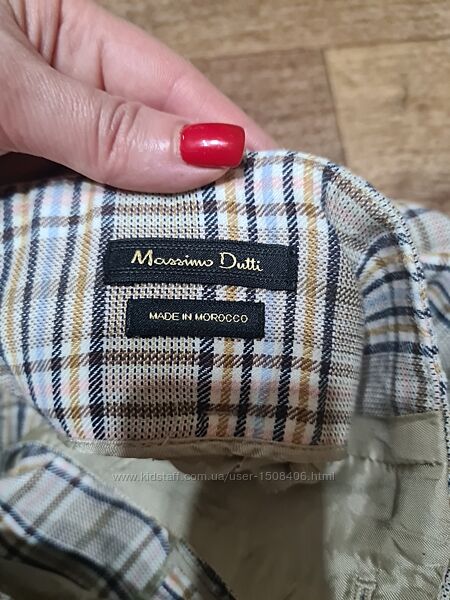 Massimo Dutti
MADE IN MOROCCO
www.kidstaff.com.ua/user-1508406.html